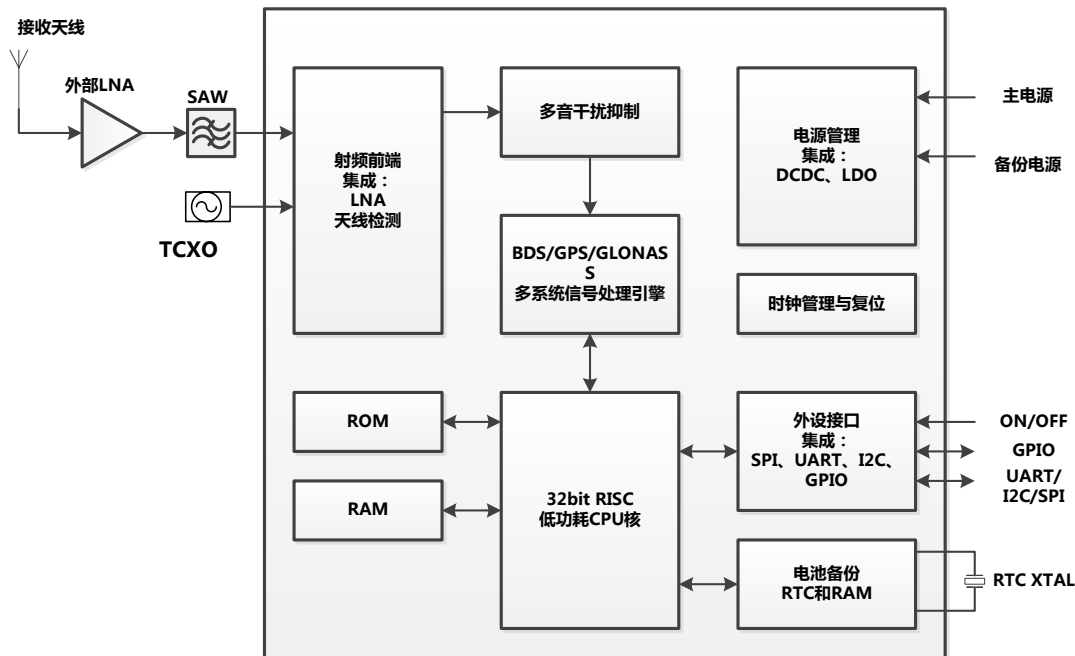 接收天线
外部LNA
SAW
TCXO
射频前端
集成：
LNA
天线检测
多音干扰抑制
BDS/GPS/GLONAS
S
多系统信号处理引擎
电源管理
集成：
DCDC、LDO
主电源
备份电源
时钟管理与复位
ROM
RAM
32bit RISC
低功耗CPU核
外设接口
集成：
SPI、UART、I2C、
GPIO
ON/OFF
GPIO
UART/
I2C/SPI
电池备份
RTC和RAM
RTC XTAL